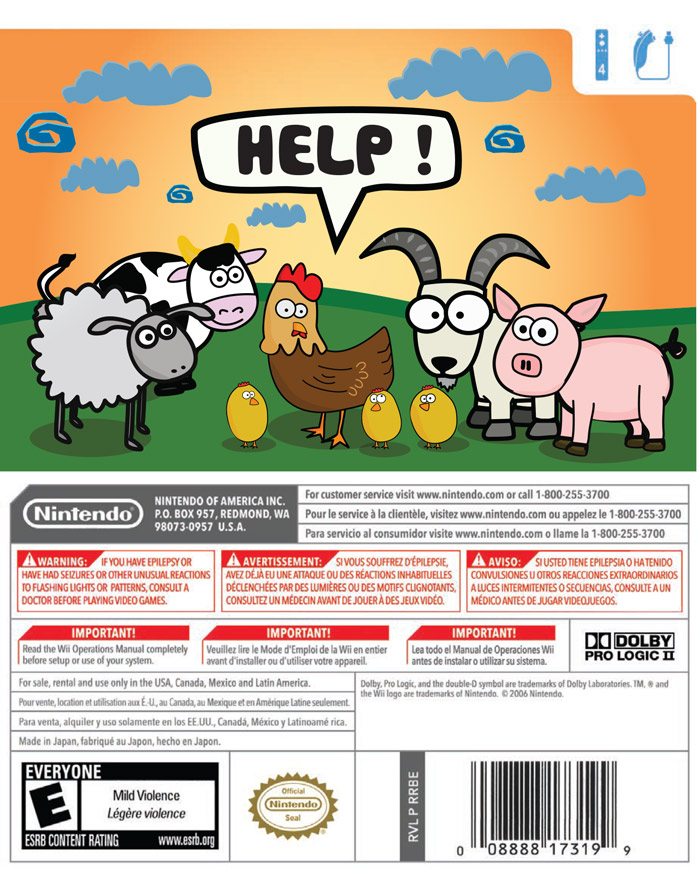 4
HELP !
Nintendo
NINTENDO OF AMERICA INC.
P.O. BOX 957, REDMOND, WA
98073-0957 U.S.A.
For customer service visit www.nintendo.com or call 1-800-255-3700
Pour le service à la clientèle, visitez www.nintendo.com ou appelez le 1-800-255-3700
Para servicio al consumidor visite www.nintendo.com o llame la 1-800-255-3700
WARNING: IF YOU HAVE EPILEPSY OR
HAVE HAD SEIZURES OR OTHER UNUSUAL REACTIONS
TO FLASHING LIGHTS OR PATTERNS, CONSULT A
DOCTOR BEFORE PLAYING VIDEO GAMES.
AVERTISSEMENT: SI VOUS SOUFFREZ D'ÉPILEPSIE,
AVEZ DÉJÀ EU UNE ATTAQUE OU DES RÉACTIONS INHABITUELLES
DÉCLENCHÉES PAR DES LUMIÈRES OU DES MOTIFS CLIGNOTANTS,
CONSULTEZ UN MÉDECIN AVANT DE JOUER À DES JEUX VIDÉO.
AVISO: SI USTED TIENE EPILEPSIA O HA TENIDO
CONVULSIONES U OTROS REACCIONES EXTRAORDINARIOS
A LUCES INTERMITENTES O SECUENCIAS, CONSULTE A UN
MÉDICO ANTES DE JUGAR VIDEOJUEGOS.
IMPORTANT!
Read the Wii Operations Manual completely
before setup or use of your system.
IMPORTANT!
Veuillez lire le Mode d'Emploi de la Wii en entier
avant d'installer ou d'utiliser votre appareil.
IMPORTANT!
Lea todo el Manual de Operaciones Wii
antes de instalar o utilizar su sistema.
DOLBY
PRO LOGIC II
For sale, rental and use only in the USA, Canada, Mexico and Latin America.
Pour vente, location et utilisation aux É.-U., au Canada, au Mexique et en Amérique Latine seulement.
Para venta, alquiler y uso solamente en los EE.UU., Canadá, México y Latinoamé rica.
Made in Japan, fabriqué au Japon, hecho en Japon.
Dolby, Pro Logic, and the double-D symbol are trademarks of Dolby Laboratories. TM, ® and
the Wii logo are trademarks of Nintendo. © 2006 Nintendo.
EVERYONE
E
Mild Violence
Légère violence
ESRB CONTENT RATING www.esrb.org
Official
Nintendo
Seal
RVL P RRBE
0 08888 17319 9